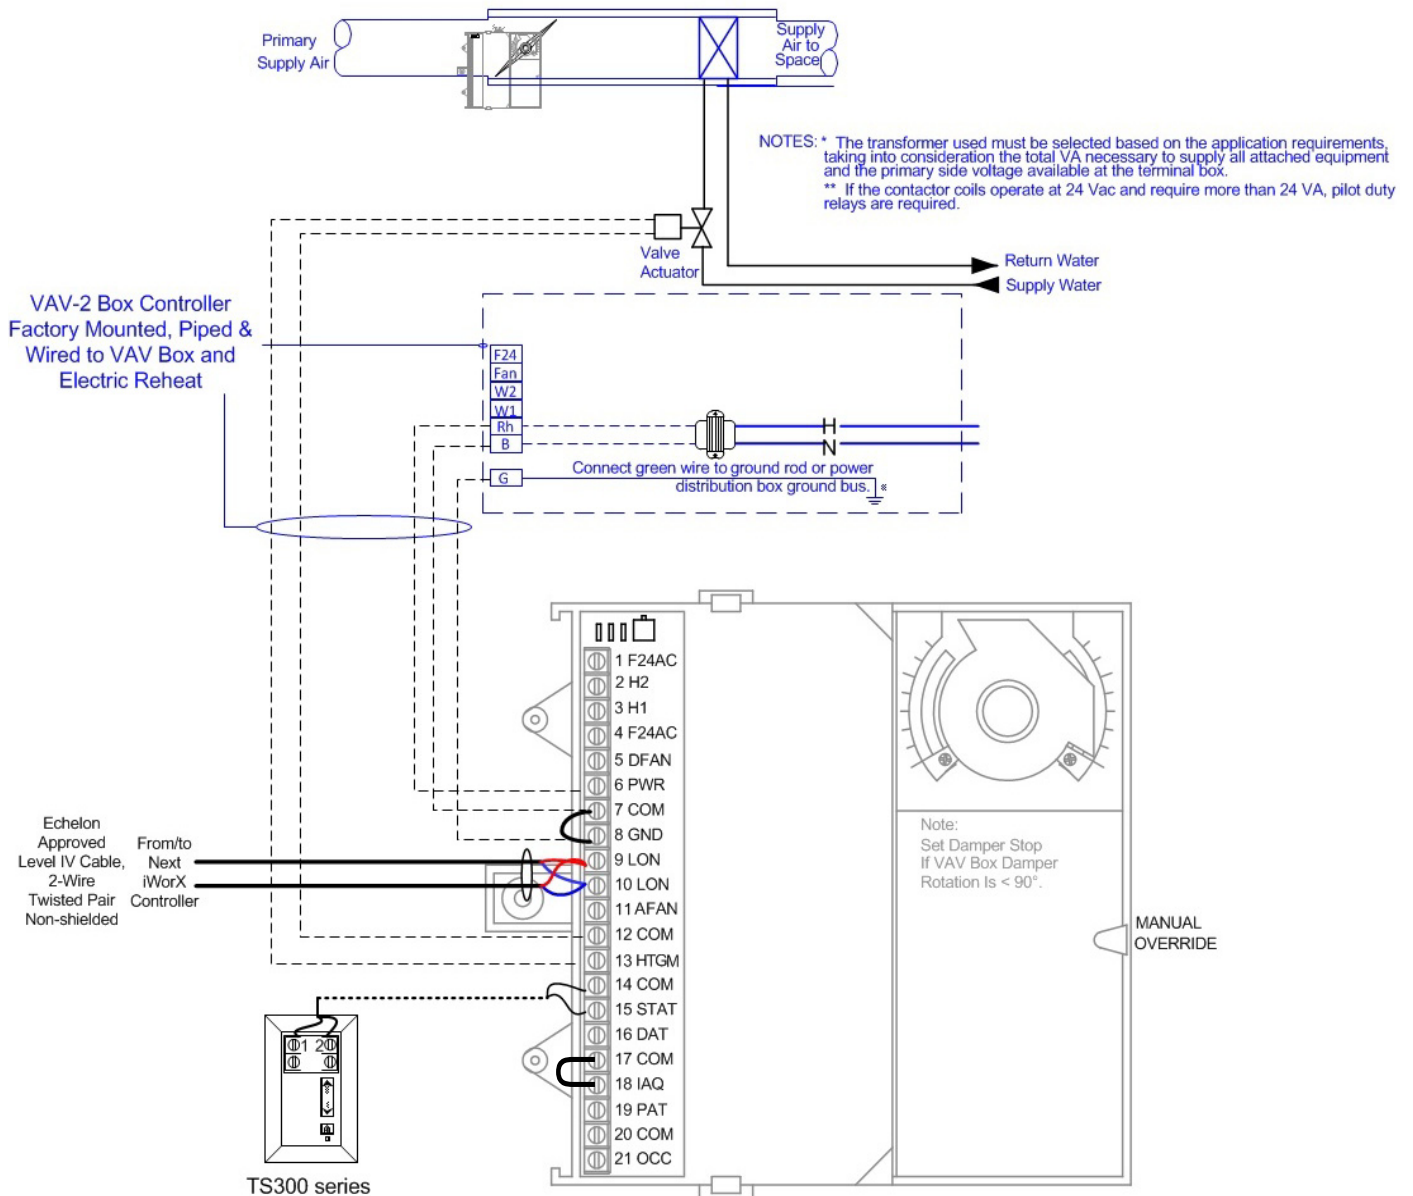 Primary
Supply Air
Supply
Air to
Space
NOTES: * The transformer used must be selected based on the application requirements,
taking into consideration the total VA necessary to supply all attached equipment
and the primary side voltage available at the terminal box.
** If the contactor coils operate at 24 Vac and require more than 24 VA, pilot duty
relays are required.
Valve
Actuator
Return Water
Supply Water
VAV-2 Box Controller
Factory Mounted, Piped &
Wired to VAV Box and
Electric Reheat
F24
Fan
W2
W1
Rh
B
H
N
G
Connect green wire to ground rod or power
distribution box ground bus. *
1 F24AC
2 H2
3 H1
4 F24AC
5 DFAN
6 PWR
7 COM
8 GND
9 LON
10 LON
11 AFAN
12 COM
13 HTGM
14 COM
15 STAT
16 DAT
17 COM
18 IAQ
19 PAT
20 COM
21 OCC
Echelon
Approved
Level IV Cable,
2-Wire
Twisted Pair
Non-shielded
From/to
Next
iWorX
Controller
Note:
Set Damper Stop
If VAV Box Damper
Rotation Is < 90°.
MANUAL
OVERRIDE
1 2
TS300 series